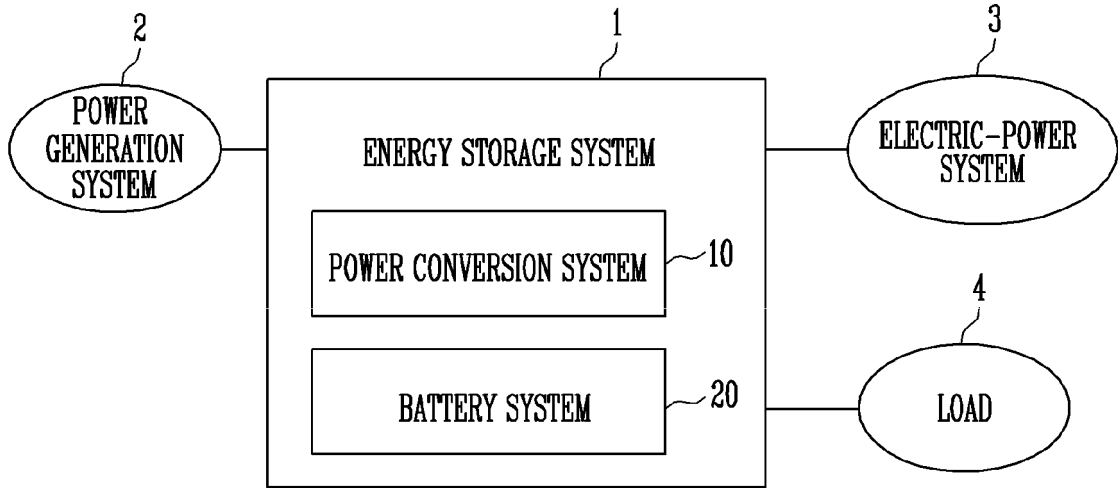 2
1
3
POWER
GENERATION
SYSTEM
ENERGY STORAGE SYSTEM
ELECTRIC-POWER
SYSTEM
POWER CONVERSION SYSTEM
10
4
BATTERY SYSTEM
20
LOAD